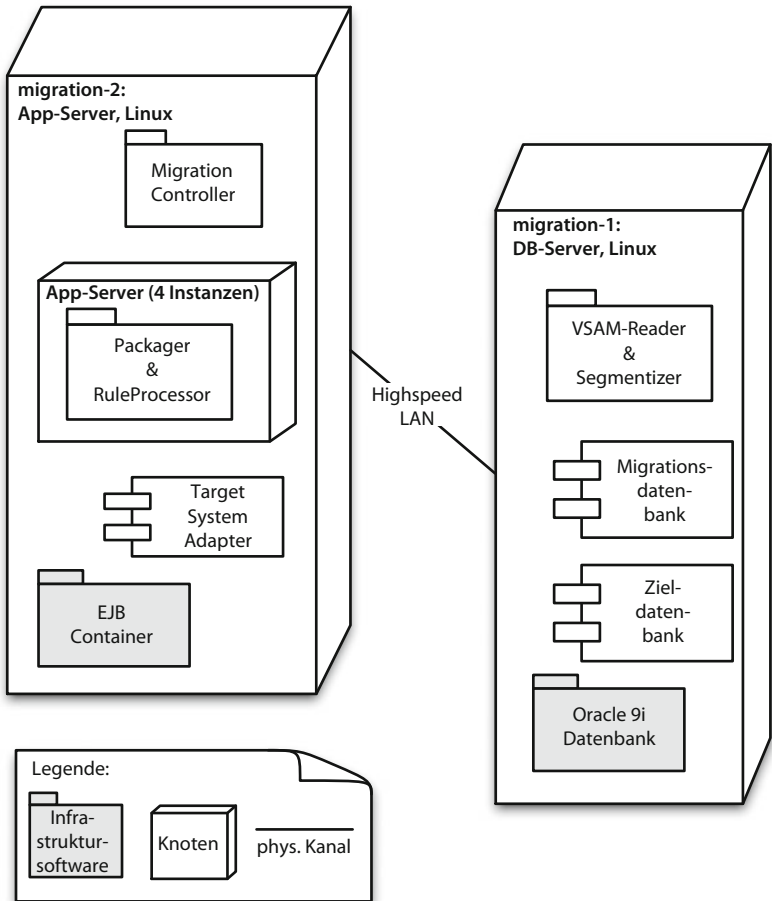 migration-2:
App-Server, Linux
Migration
Controller
App-Server (4 Instanzen)
Packager
&
RuleProcessor
Target
System
Adapter
EJB
Container
Highspeed
LAN
migration-1:
DB-Server, Linux
VSAM-Reader
&
Segmentizer
Migrations-
daten-
bank
Ziel-
daten-
bank
Oracle 9i
Datenbank
Legende:
Infra-
struktur-
software
Knoten
phys. Kanal